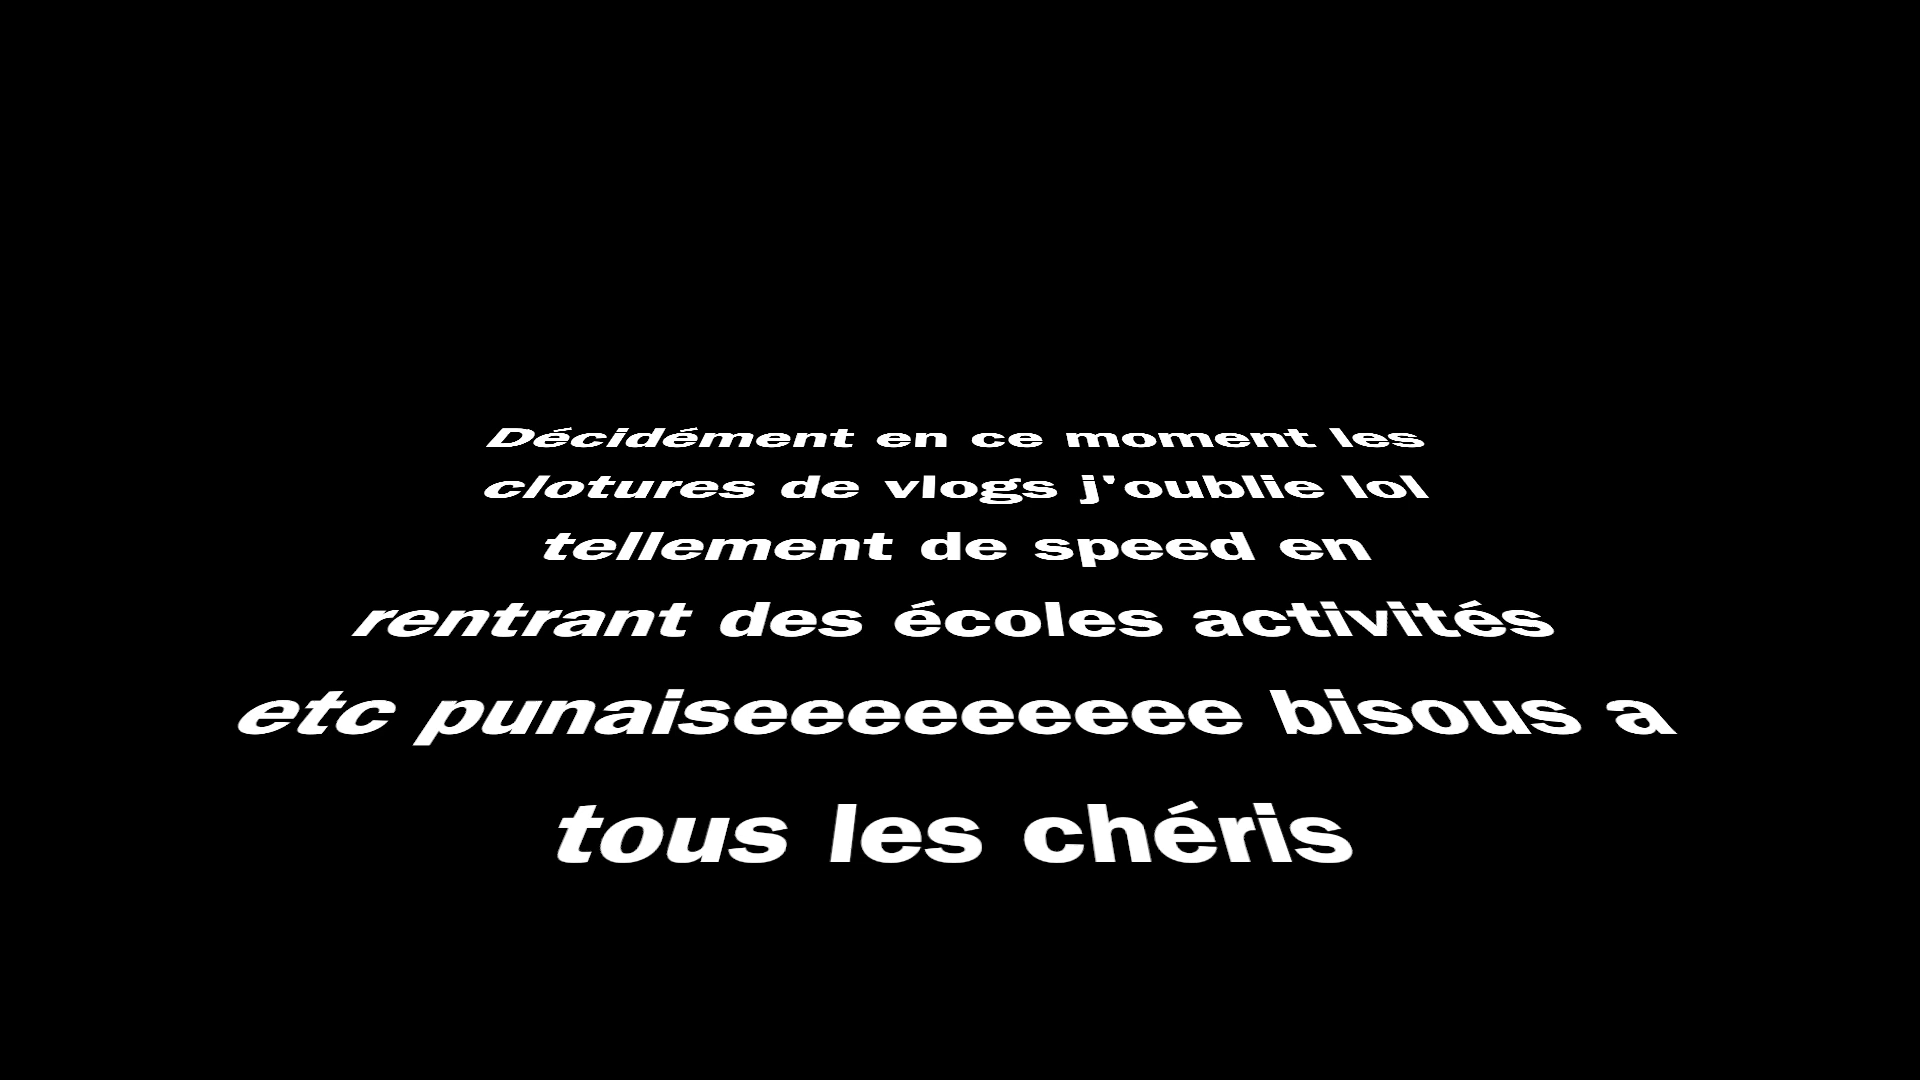 Décidément en ce moment les
clotures de vlogs j'oublie lol
tellement de speed en
rentrant des écoles activités
etc punaiseeeeeeeeee bisous a
tous les chéris